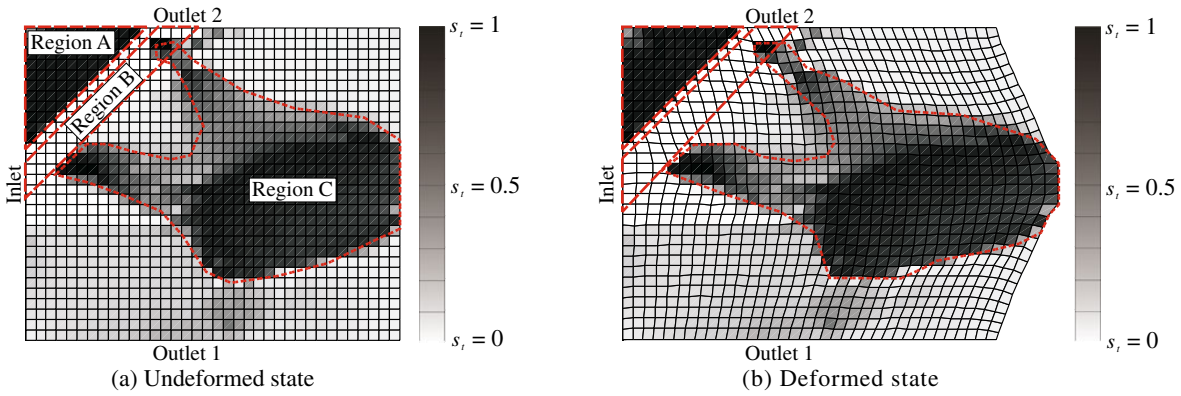 Outlet 2
Region A
Region B
Region C
Inlet
Outlet 1
s_t = 1
s_t = 0.5
s_t = 0
(a) Undeformed state
Outlet 2
Inlet
Outlet 1
s_t = 1
s_t = 0.5
s_t = 0
(b) Deformed state